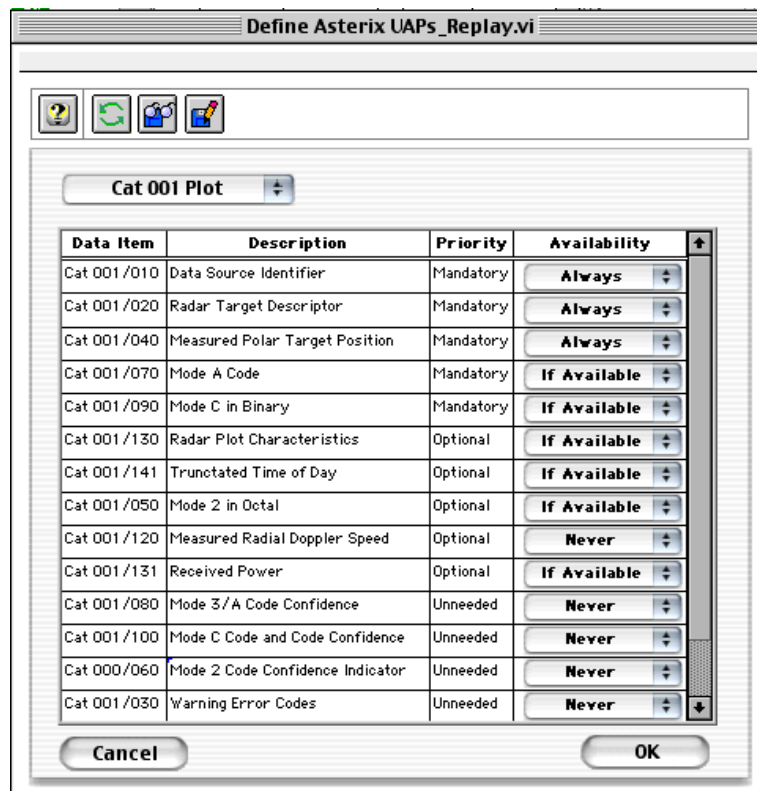 Define Asterix UAPs_Replay.vi
Cat 001 Plot
Data Item Description Priority Availability
Cat 001/010 Data Source Identifier Mandatory Always
Cat 001/020 Radar Target Descriptor Mandatory Always
Cat 001/040 Measured Polar Target Position Mandatory Always
Cat 001/070 Mode A Code Mandatory If Available
Cat 001/090 Mode C in Binary Mandatory If Available
Cat 001/130 Radar Plot Characteristics Optional If Available
Cat 001/141 Trunctated Time of Day Optional If Available
Cat 001/050 Mode 2 in Octal Optional If Available
Cat 001/120 Measured Radial Doppler Speed Optional Never
Cat 001/131 Received Power Optional If Available
Cat 001/080 Mode 3/A Code Confidence Unneeded Never
Cat 001/100 Mode C Code and Code Confidence Unneeded Never
Cat 000/060 Mode 2 Code Confidence Indicator Unneeded Never
Cat 001/030 Warning Error Codes Unneeded Never
Cancel OK